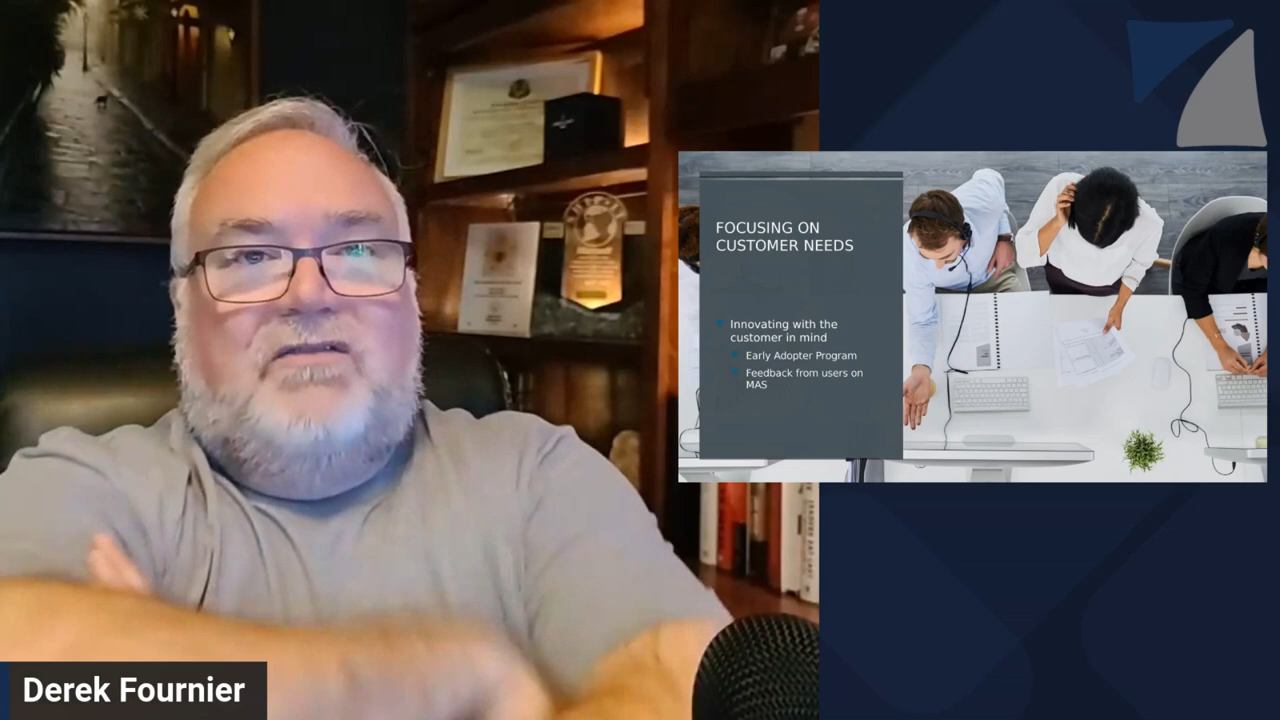 FOCUSING ON
CUSTOMER NEEDS
Innovating with the
customer in mind
Early Adopter Program
Feedback from users on
MAS
Derek Fournier